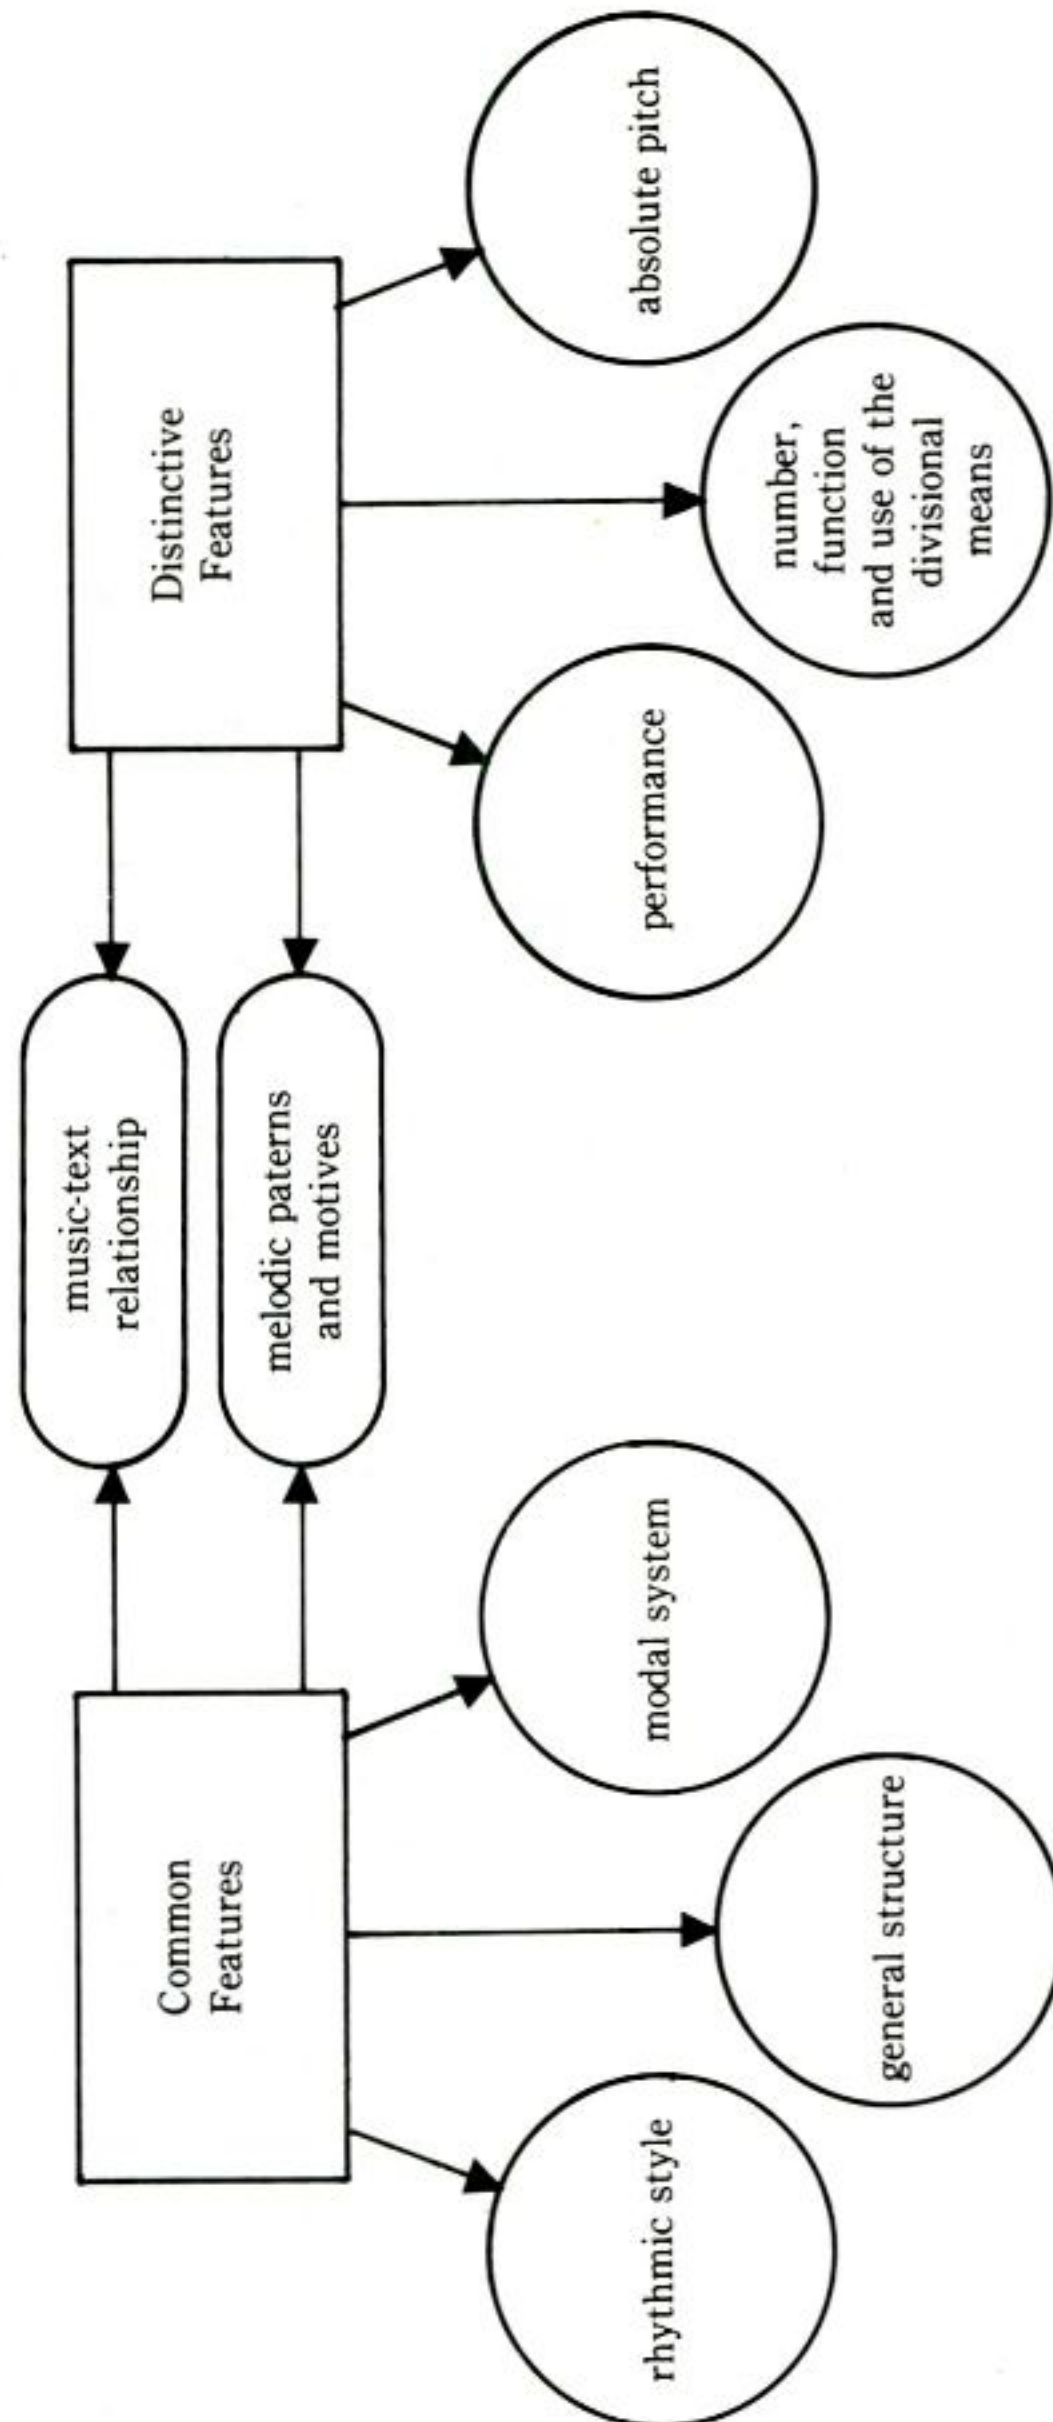 music-text
relationship
melodic paterns
and motives
Common
Features
Distinctive
Features
rhythmic style
general structure
modal system
performance
number,
function
and use of the
divisional
means
absolute pitch